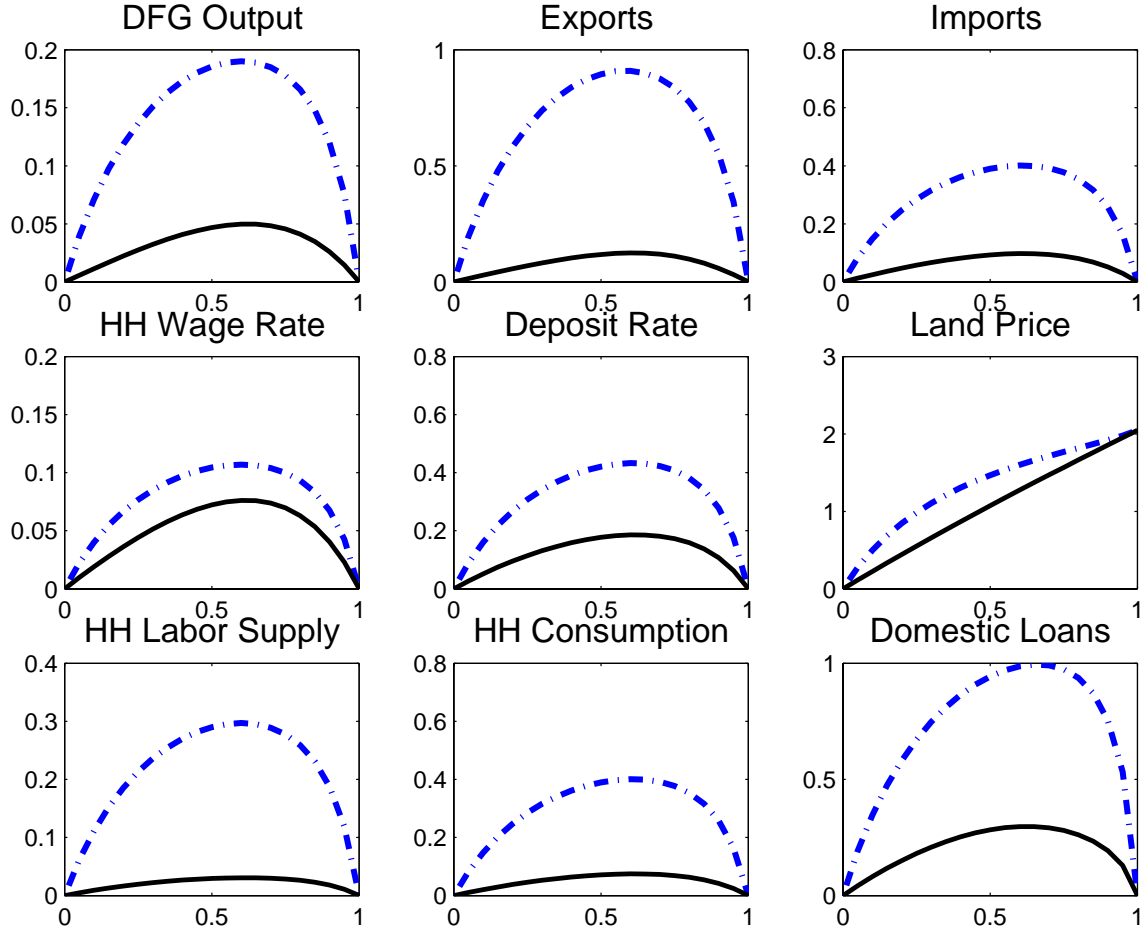 DFG Output Exports Imports
0.2 1 0.8
0.15 0.6
0.1 0.5 0.4
0.05 0.2
0 0 0
0 0.5 1 0 0.5 1 0 0.5 1
HH Wage Rate Deposit Rate Land Price
0.2 0.8 3
0.15 0.6 2
0.1 0.4
0.05 0.2 1
0 0 0
0 0.5 1 0 0.5 1 0 0.5 1
HH Labor Supply HH Consumption Domestic Loans
0.4 0.8 1
0.3 0.6
0.2 0.4 0.5
0.1 0.2
0 0 0
0 0.5 1 0 0.5 1 0 0.5 1